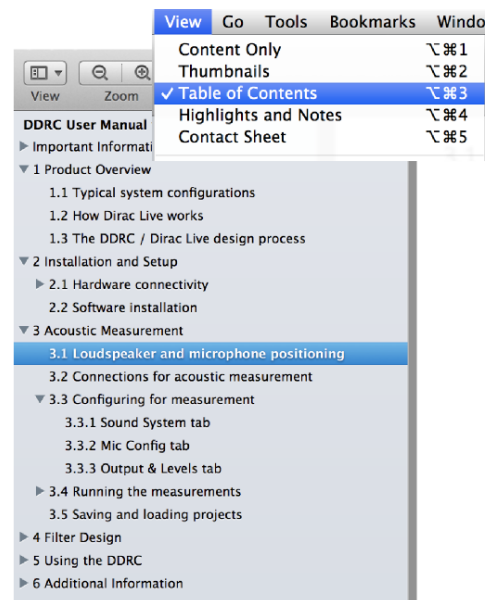 View Go Tools Bookmarks
Content Only ⌥⌘1
Thumbnails ⌥⌘2
✓ Table of Contents ⌥⌘3
Highlights and Notes ⌥⌘4
Contact Sheet ⌥⌘5
View Zoom
DDRC User Manual
Important
1 Product Overview
1.1 Typical system configurations
1.2 How Dirac Live works
1.3 The DDRC / Dirac Live design process
2 Installation and Setup
2.1 Hardware connectivity
2.2 Software installation
3 Acoustic Measurement
3.1 Loudspeaker and microphone positioning
3.2 Connections for acoustic measurement
3.3 Configuring for measurement
3.3.1 Sound System tab
3.3.2 Mic Config tab
3.3.3 Output & Levels tab
3.4 Running the measurements
3.5 Saving and loading projects
4 Filter Design
5 Using the DDRC
6 Additional Information